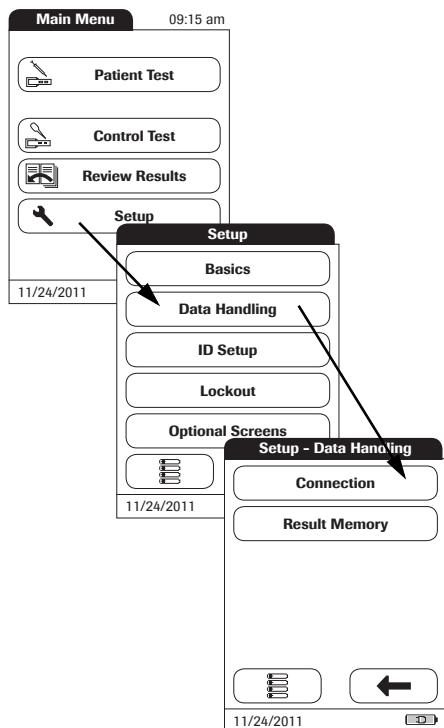 Main Menu 09:15 am
Patient Test
Control Test
Review Results
Setup
11/24/2011
Setup
Basics
Data Handling
ID Setup
Lockout
Optional Screens
11/24/2011
Setup - Data Handling
Connection
Result Memory
11/24/2011